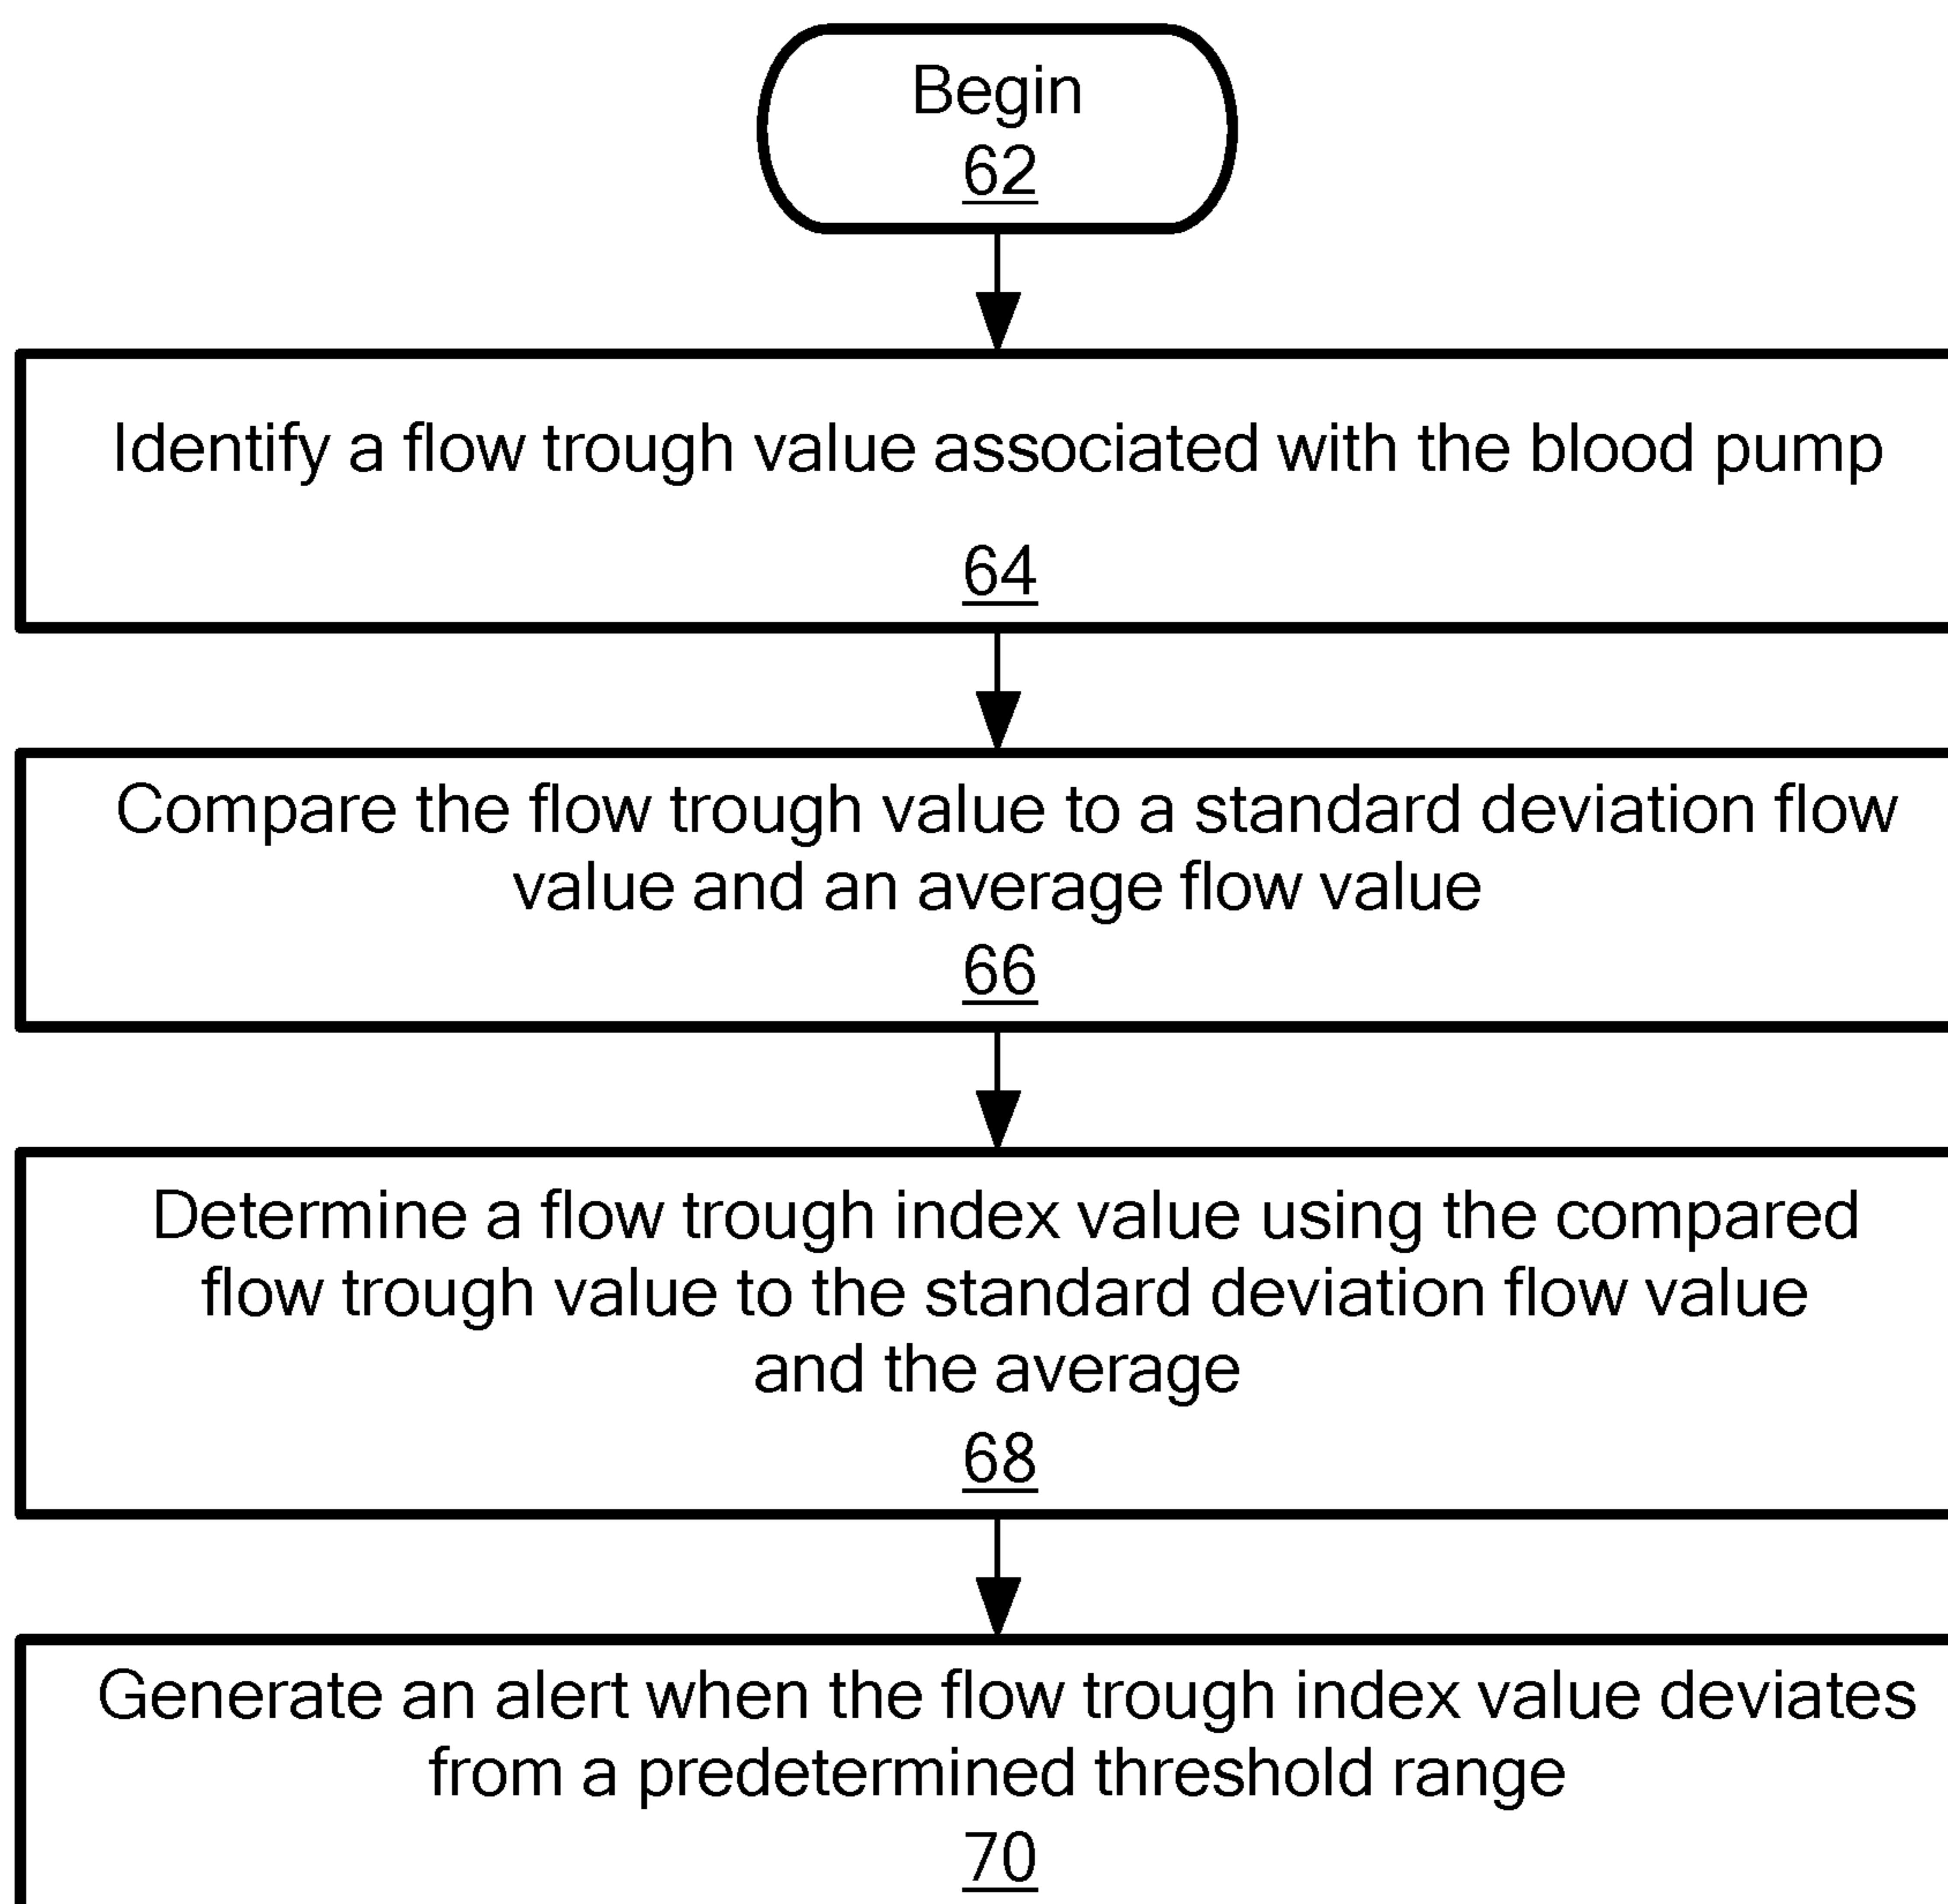 Begin
62
Identify a flow trough value associated with the blood pump
64
Compare the flow trough value to a standard deviation flow
value and an average flow value
66
Determine a flow trough index value using the compared
flow trough value to the standard deviation flow value
and the average
68
Generate an alert when the flow trough index value deviates
from a predetermined threshold range
70